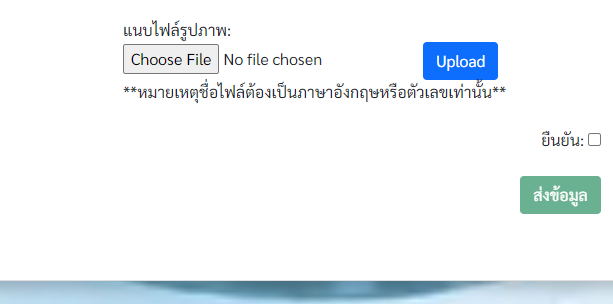 แนบไฟล์รูปภาพ:
Choose File No file chosen Upload
**หมายเหตุชื่อไฟล์ต้องเป็นภาษาอังกฤษหรือตัวเลขเท่านั้น**
ยืนยัน:
ส่งข้อมูล